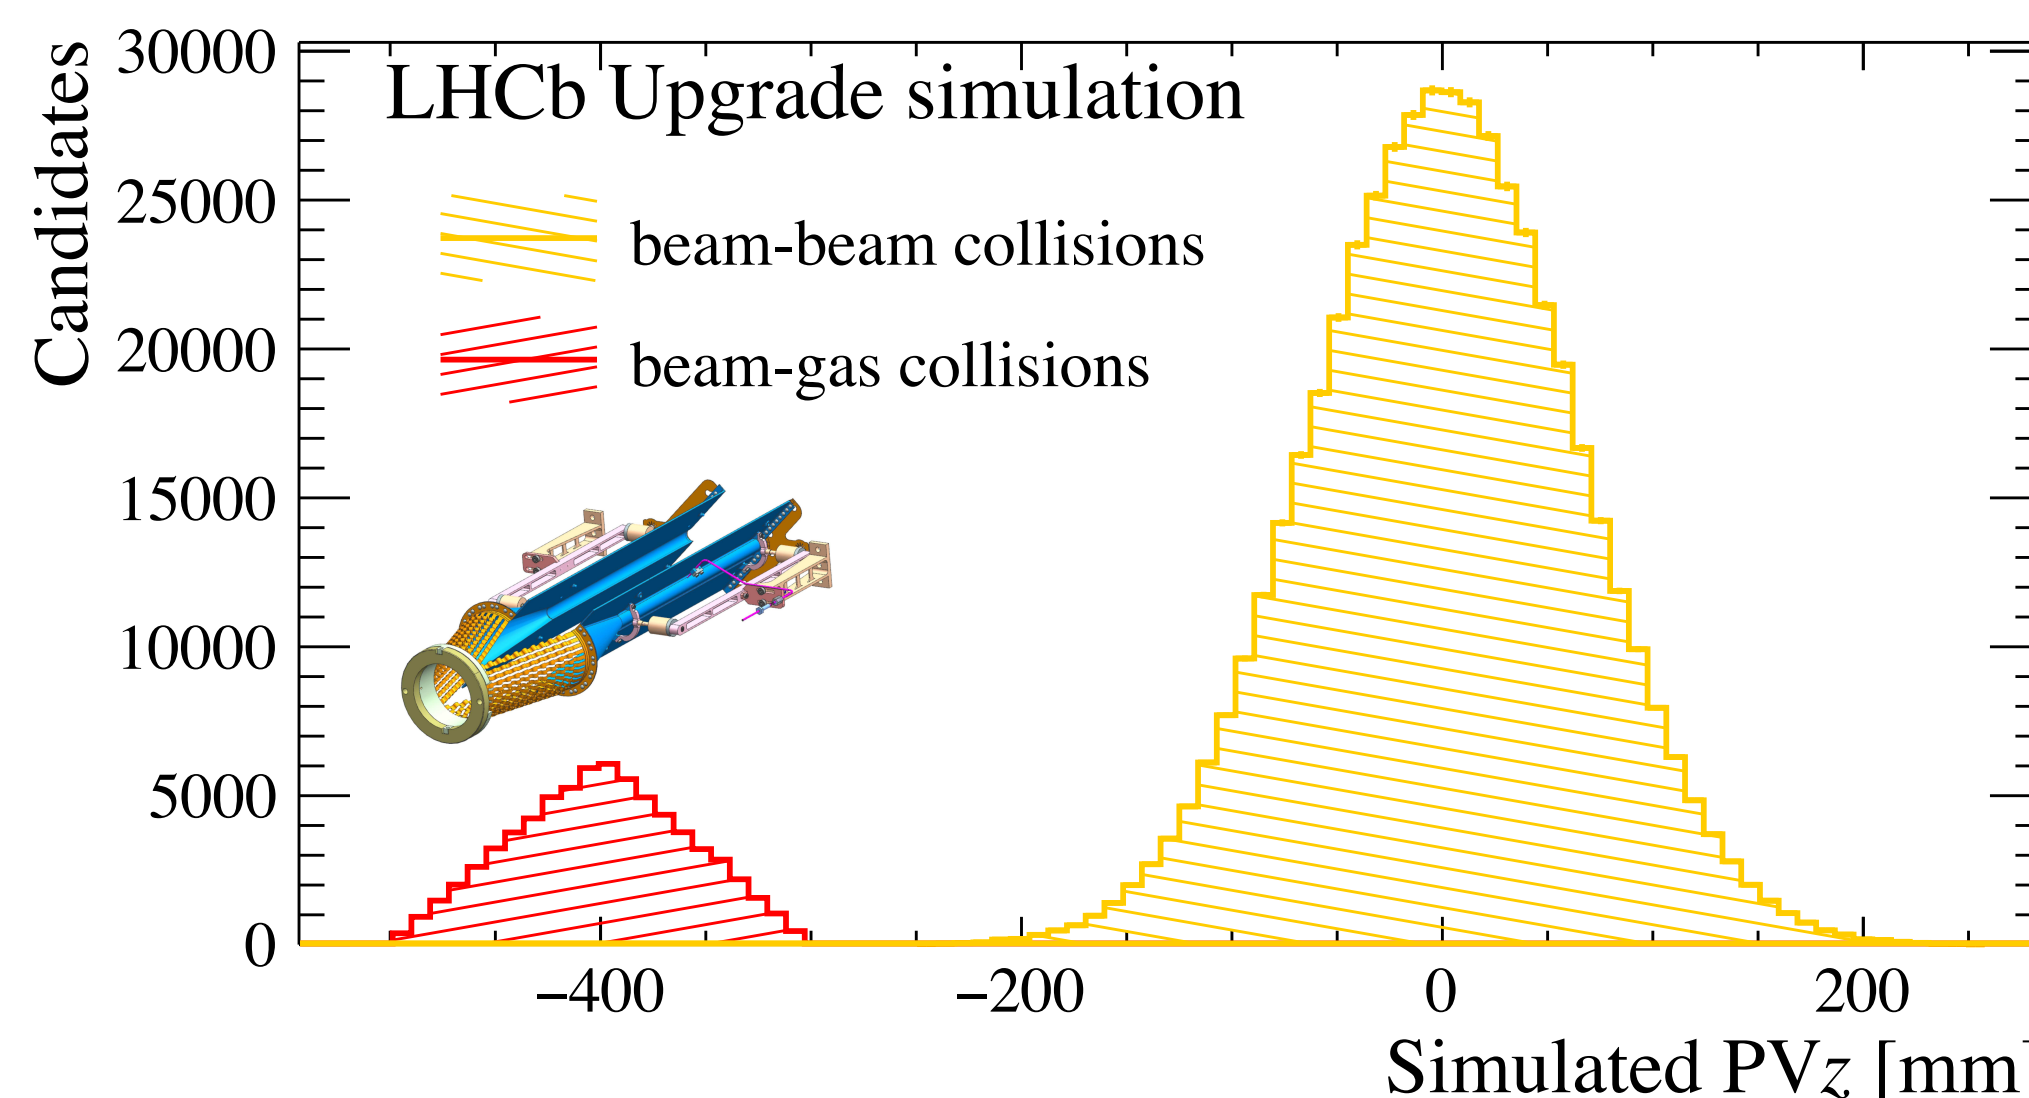 LHCb Upgrade simulation
beam-beam collisions
beam-gas collisions
Candidates
30000
25000
20000
15000
10000
5000
0
−400 −200 0 200
Simulated PVz [mm]